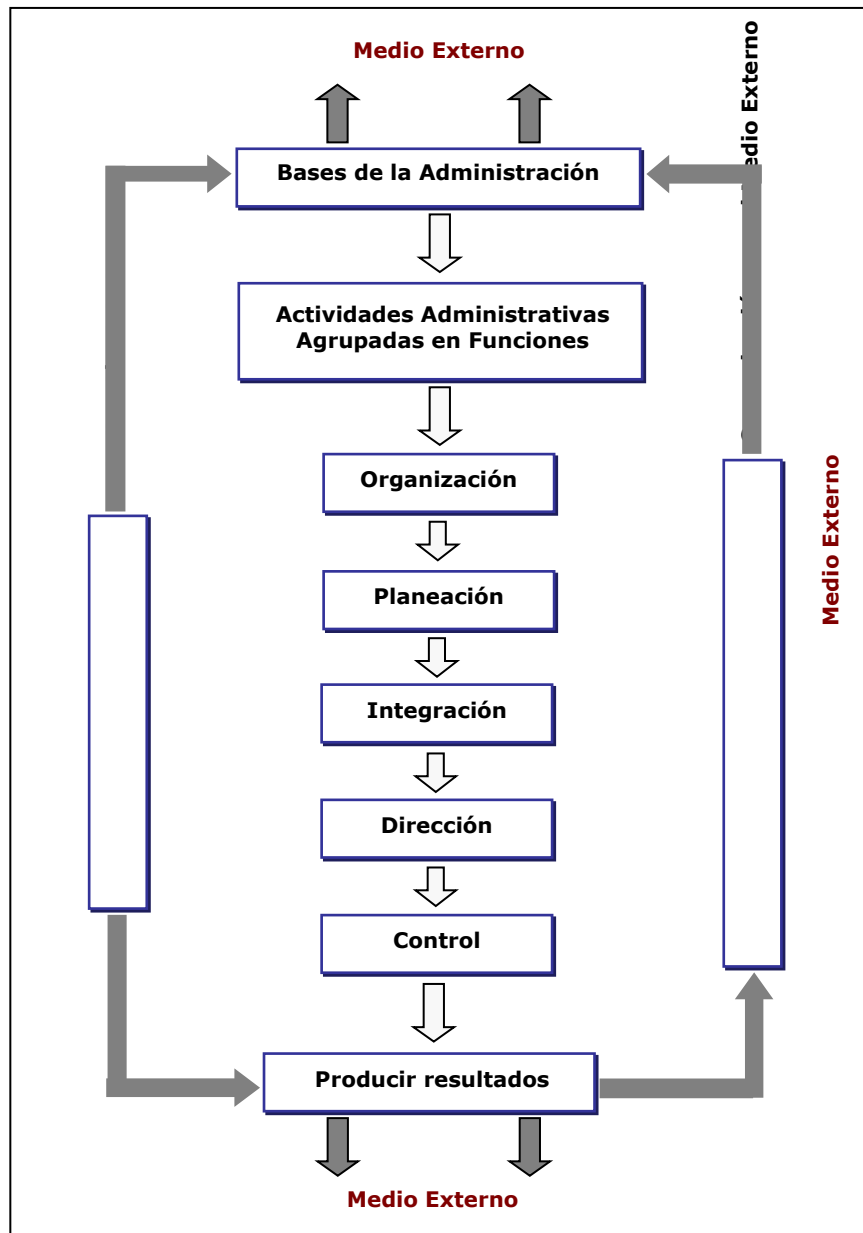 Medio Externo
Bases de la Administración
Actividades Administrativas
Agrupadas en Funciones
Organización
Planeación
Integración
Dirección
Control
Producir resultados
Medio Externo
Medio Externo
Externo